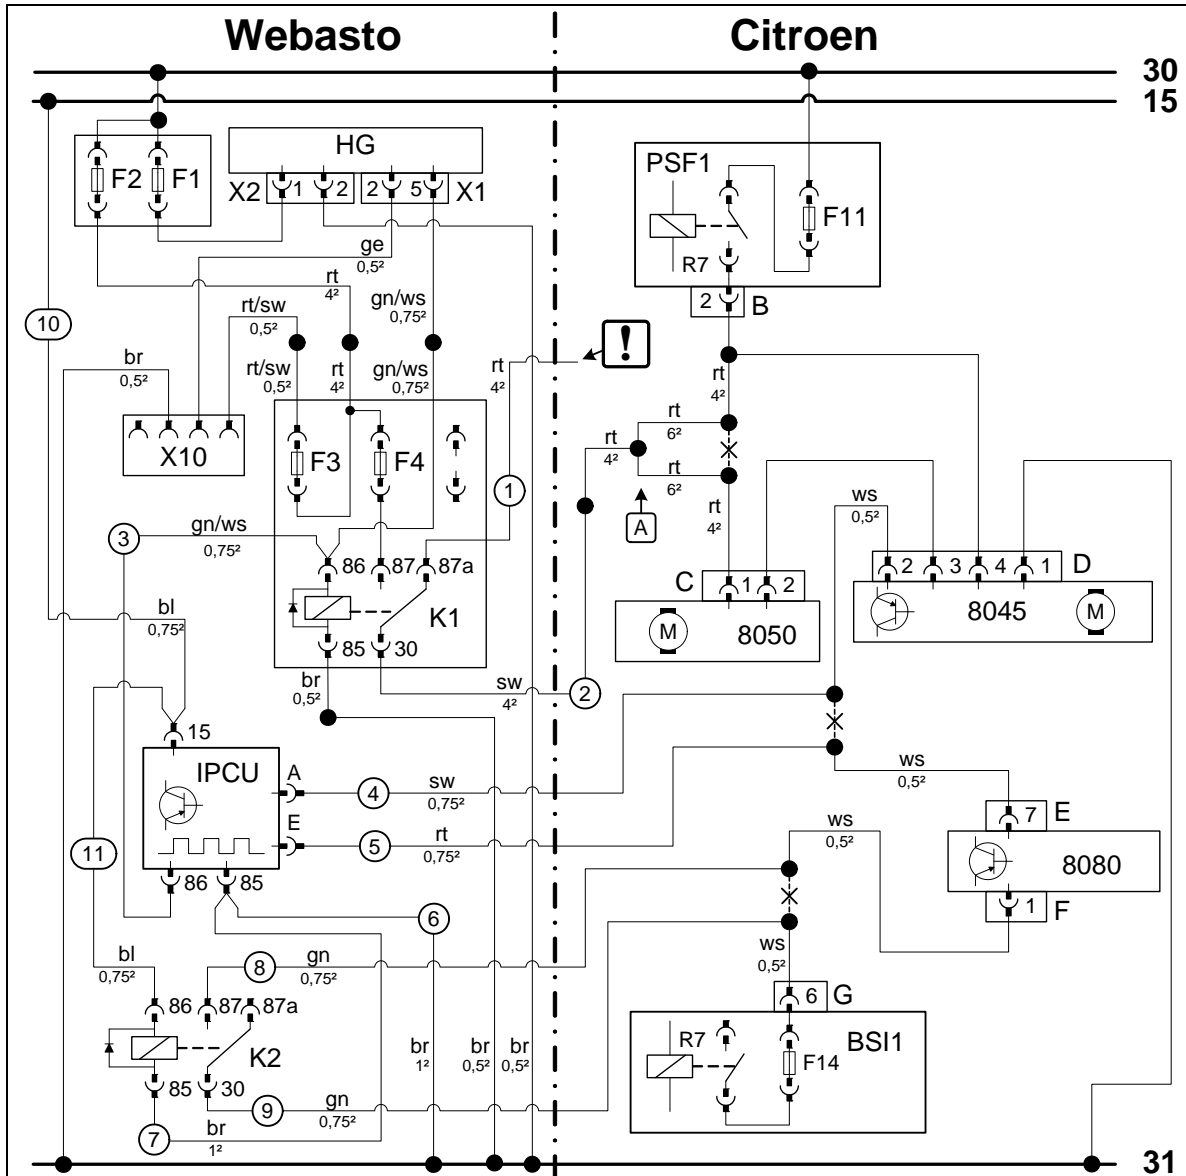 Webasto
Citroen
30
15
HG
F2
F1
X2
1
2
2
5
X1
PSF1
F11
R7
2
B
ge
0,5²
rt
4²
gn/ws
0,75²
10
rt/sw
0,5²
!
br
0,5²
rt/sw
0,5²
rt
4²
gn/ws
0,75²
rt
4²
rt
4²
rt
6²
rt
4²
rt
6²
X10
F3
F4
1
A
rt
4²
ws
0,5²
3
gn/ws
0,75²
86
87
87a
C
1
2
2
3
4
1
D
bl
0,75²
K1
M
8050
8045
M
85
30
br
0,5²
sw
4²
2
15
IPCU
A
4
sw
0,75²
ws
0,5²
E
5
rt
0,75²
ws
0,5²
7
E
11
8080
86
85
6
1
F
bl
0,75²
8
gn
0,75²
ws
0,5²
6
G
86
87
87a
R7
BSI1
K2
br
1²
br
0,5²
br
0,5²
F14
85
30
9
gn
0,75²
7
br
1²
31